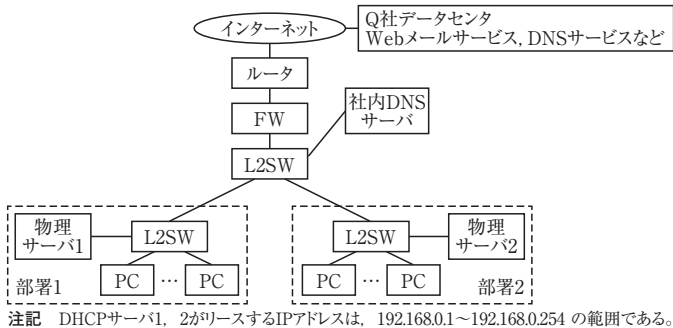 インターネット
Q社データセンタ
Webメールサービス, DNSサービスなど
ルータ
FW
社内DNS
サーバ
L2SW
物理
サーバ1
L2SW
PC … PC
部署1
L2SW
物理
サーバ2
PC … PC
部署2
注記 DHCPサーバ1, 2がリースするIPアドレスは, 192.168.0.1～192.168.0.254 の範囲である。